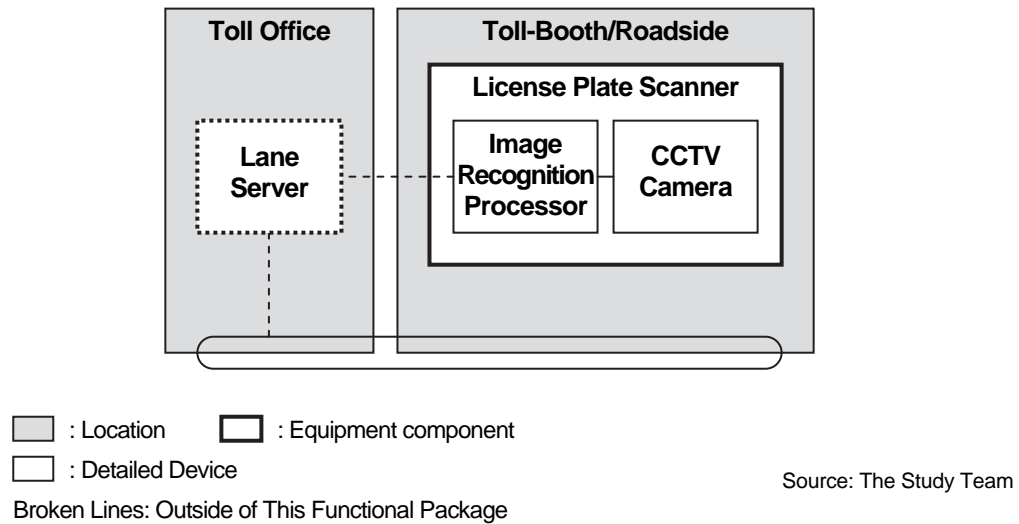 Toll Office
Toll-Booth/Roadside
License Plate Scanner
Lane
Server
Image
Recognition
Processor
CCTV
Camera
: Location
: Equipment component
: Detailed Device
Source: The Study Team
Broken Lines: Outside of This Functional Package